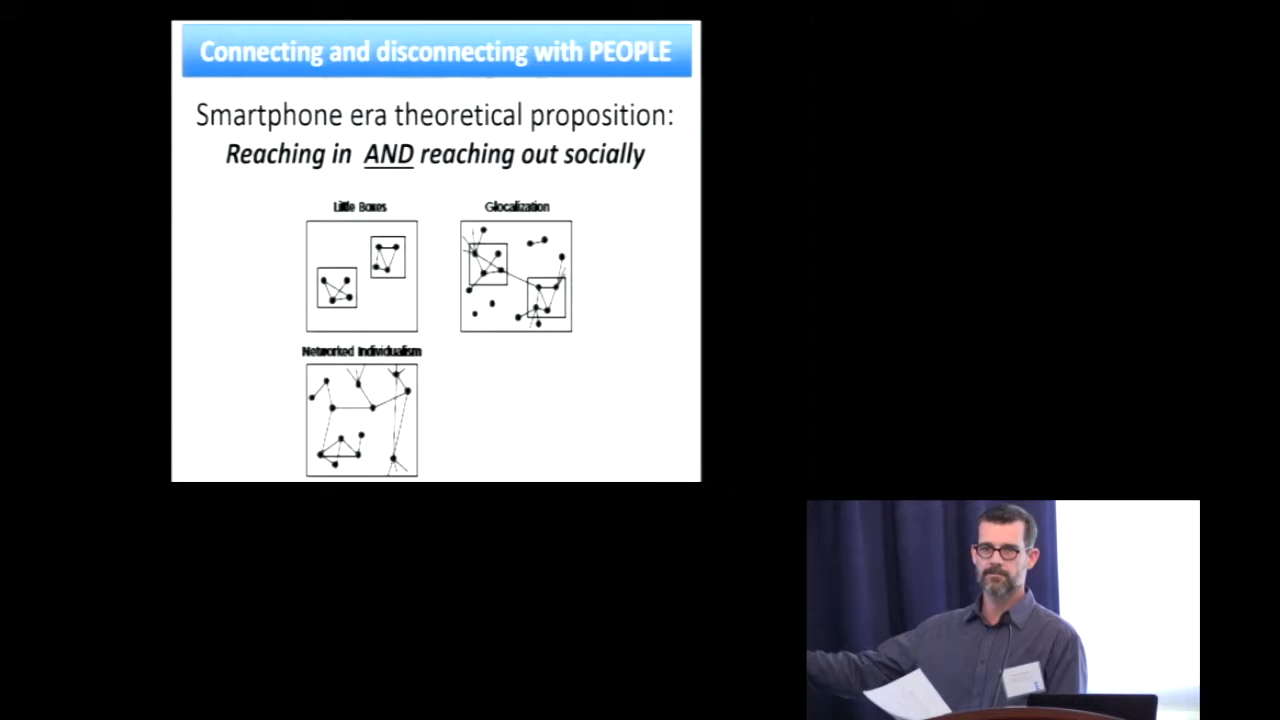 Connecting and disconnecting with PEOPLE
Smartphone era theoretical proposition:
Reaching in AND reaching out socially
Little Boxes
Glocalization
Networked Individualism